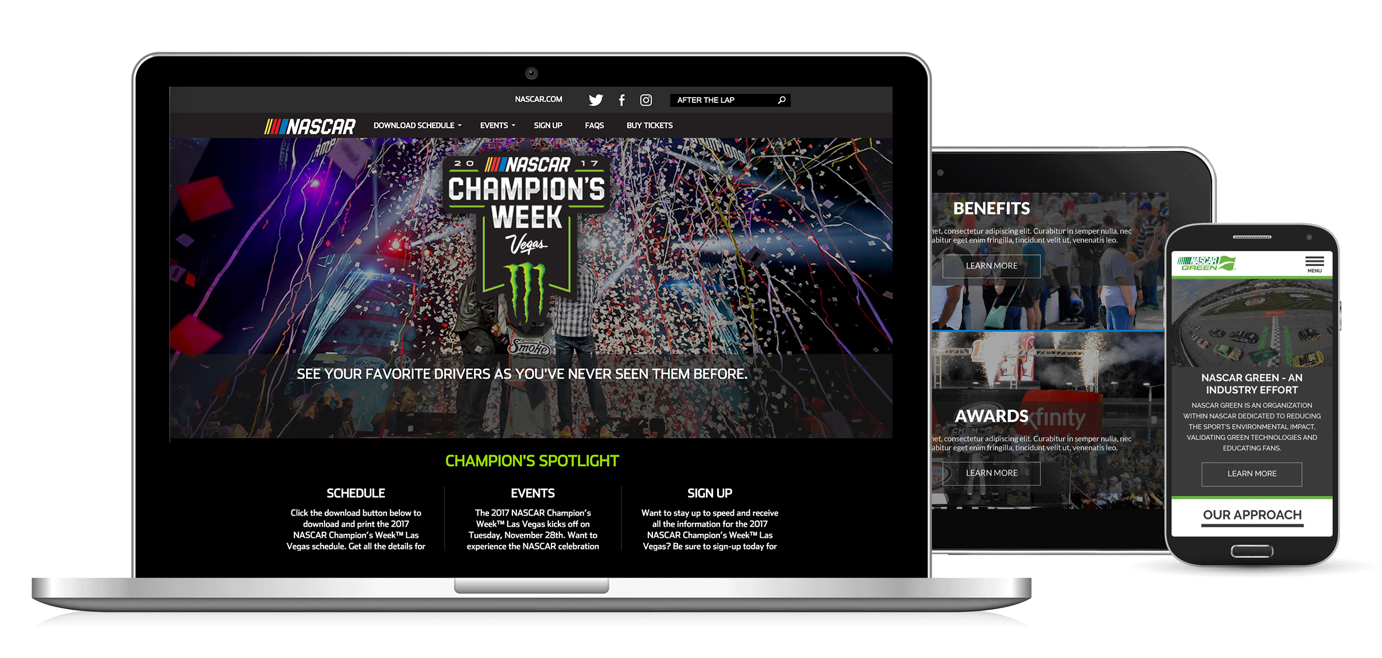 NASCAR.COM
AFTER THE LAP
NASCAR
DOWNLOAD SCHEDULE
EVENTS
SIGN UP
FAQS
BUY TICKETS
20 NASCAR 17
CHAMPION'S
WEEK
Vegas
Smoke
SEE YOUR FAVORITE DRIVERS AS YOU'VE NEVER SEEN THEM BEFORE.
CHAMPION'S SPOTLIGHT
SCHEDULE
Click the download button below to
download and print the 2017
NASCAR Champion's Week™ Las
Vegas schedule. Get all the details for
EVENTS
The 2017 NASCAR Champion's
Week™ Las Vegas kicks off on
Tuesday, November 28th. Want to
experience the NASCAR celebration
SIGN UP
Want to stay up to speed and receive
all the information for the 2017
NASCAR Champion's Week™ Las
Vegas? Be sure to sign-up today for
BENEFITS
net, consectetur adipiscing elit. Curabitur in semper nulla, nec
abitur eget enim fringilla, tincidunt velit ut, venenatis leo.
LEARN MORE
AWARDS
xfinity
net, consectetur adipiscing elit. Curabitur in semper nulla, nec
abitur eget enim fringilla, tincidunt velit ut, venenatis leo.
LEARN MORE
NASCAR
GREEN
MENU
NASCAR GREEN - AN
INDUSTRY EFFORT
NASCAR GREEN IS AN ORGANIZATION
WITHIN NASCAR DEDICATED TO REDUCING
THE SPORT'S ENVIRONMENTAL IMPACT,
VALIDATING GREEN TECHNOLOGIES AND
EDUCATING FANS.
LEARN MORE
OUR APPROACH